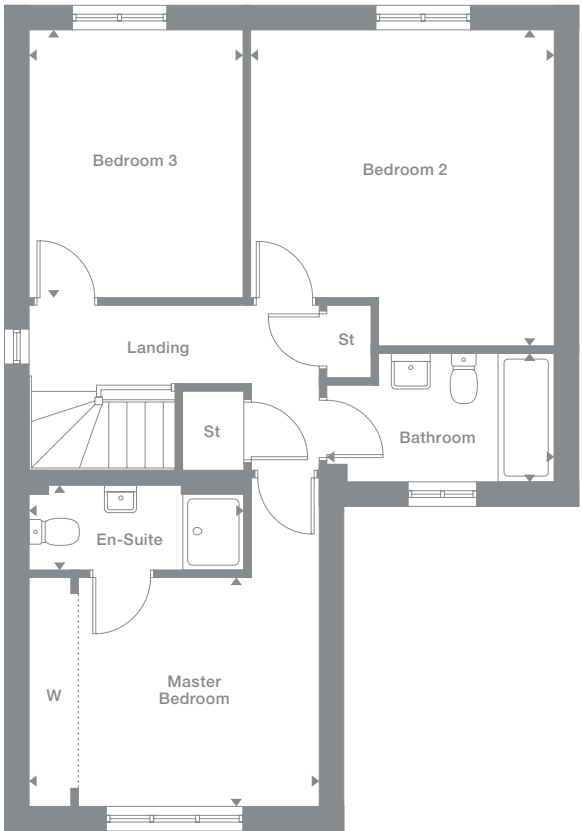 Bedroom 3
Bedroom 2
Landing
St
St
Bathroom
En-Suite
Master
Bedroom
W